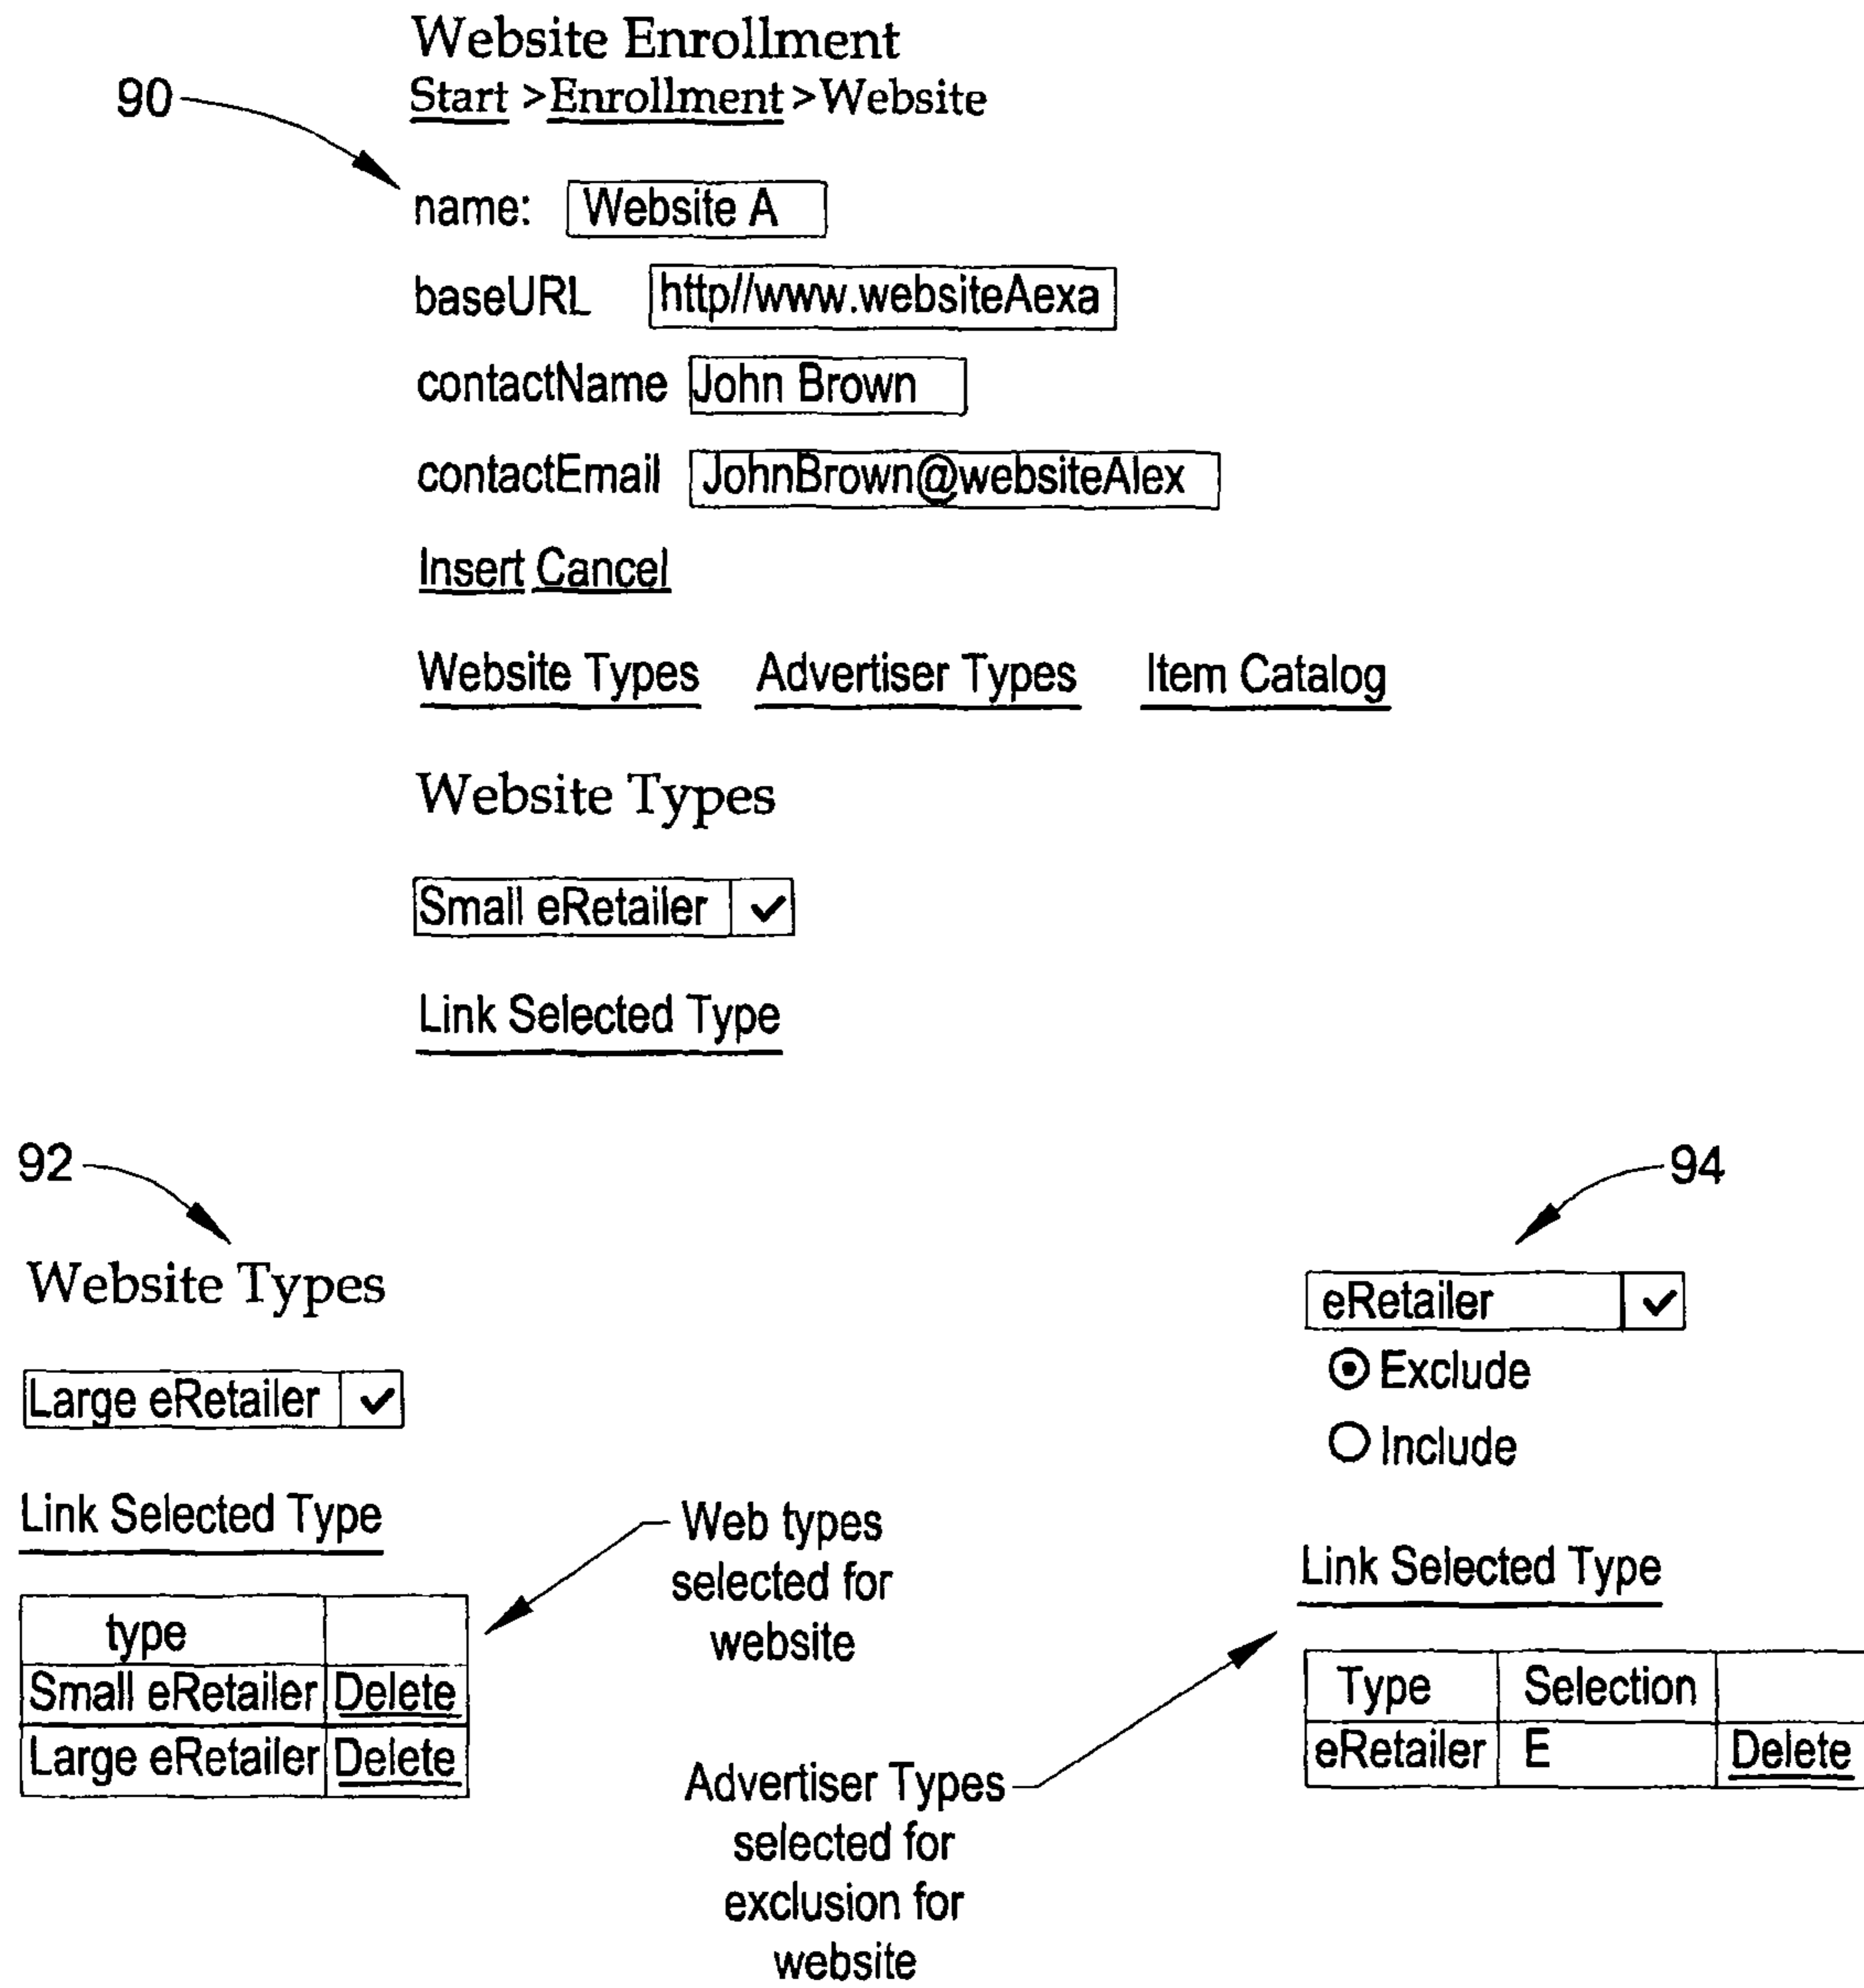 Website Enrollment
90
Start >Enrollment >Website
name: Website A
baseURL http//www.websiteAexa
contactName John Brown
contactEmail JohnBrown@websiteAlex
Insert Cancel
Website Types Advertiser Types Item Catalog
Website Types
Small eRetailer
Link Selected Type
92
Website Types
Large eRetailer
Link Selected Type
type
Small eRetailer Delete
Large eRetailer Delete
Web types
selected for
website
94
eRetailer
Exclude
Include
Link Selected Type
Type Selection
eRetailer E Delete
Advertiser Types
selected for
exclusion for
website